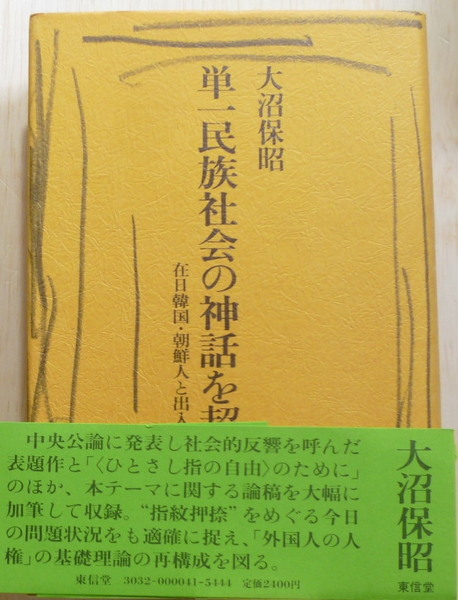 大沼保昭
単一民族社会の神話を超
在日韓国・朝鮮人と出入
中央公論に発表し社会的反響を呼んだ
表題作と「〈ひとさし指の自由〉のために」
のほか、本テーマに関する論稿を大幅に
加筆して収録。“指紋押捺”をめぐる今日
の問題状況をも適確に捉え、「外国人の人
権」の基礎理論の再構成を図る。
東信堂 3032-000041-5444 定価2400円
大沼保昭
東信堂